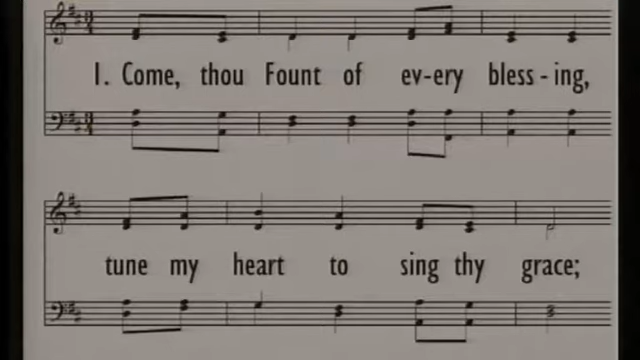 1. Come, thou Fount of ev-ery bless-ing,
tune my heart to sing thy grace;